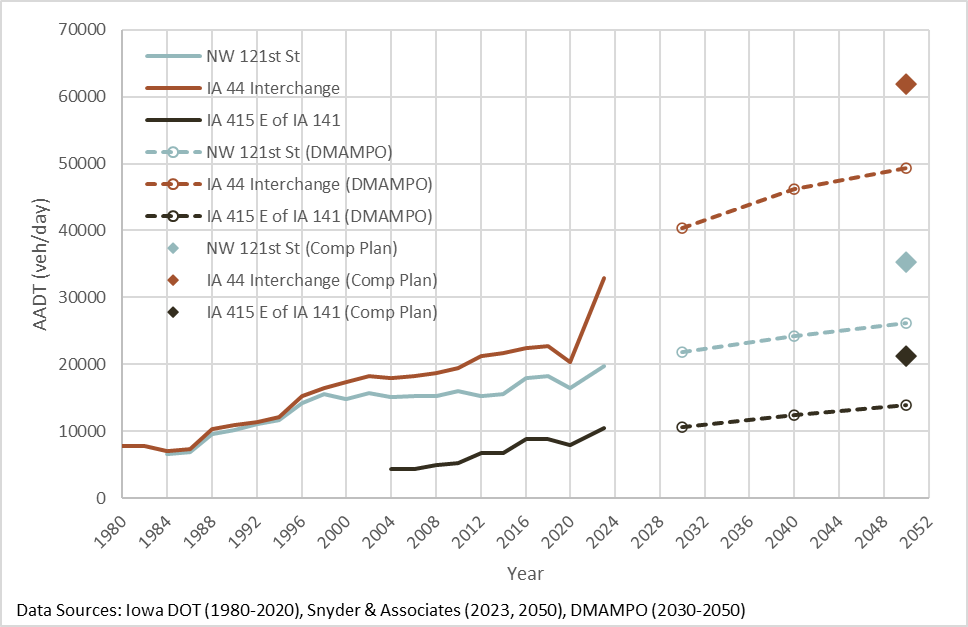 70000
60000
50000
40000
30000
20000
10000
0
AADT (veh/day)
NW 121st St
IA 44 Interchange
IA 415 E of IA 141
NW 121st St (DMAMPO)
IA 44 Interchange (DMAMPO)
IA 415 E of IA 141 (DMAMPO)
NW 121st St (Comp Plan)
IA 44 Interchange (Comp Plan)
IA 415 E of IA 141 (Comp Plan)
1980 1984 1988 1992 1996 2000 2004 2008 2012 2016 2020 2024 2028 2032 2036 2040 2044 2048 2052
Year
Data Sources: Iowa DOT (1980-2020), Snyder & Associates (2023, 2050), DMAMPO (2030-2050)